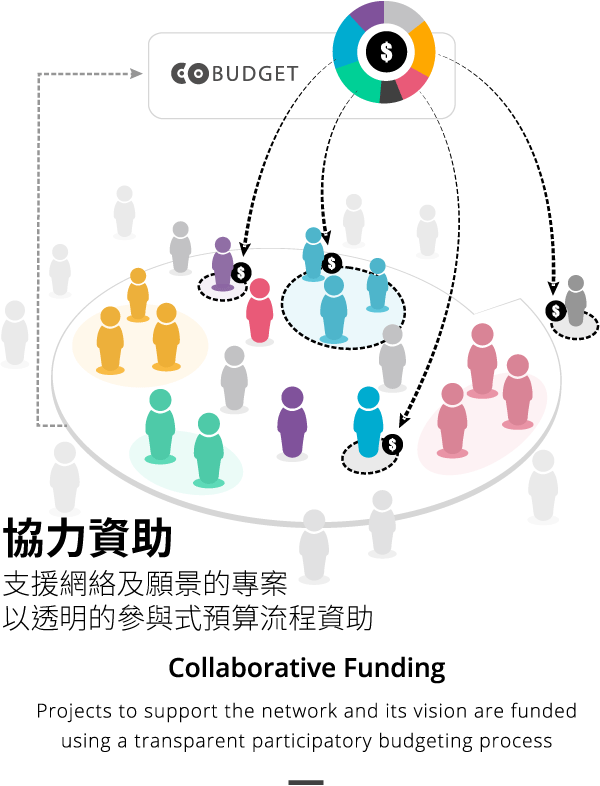 COBUDGET
$
$
$
$
$
協力資助
支援網絡及願景的專案
以透明的參與式預算流程資助
Collaborative Funding
Projects to support the network and its vision are funded
using a transparent participatory budgeting process